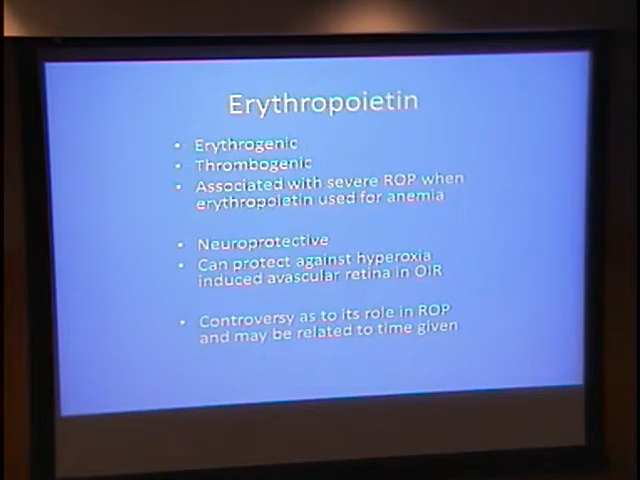 Erythropoietin
• Erythrogenic
• Thrombogenic
• Associated with severe ROP when
erythropoietin used for anemia
• Neuroprotective
• Can protect against hyperoxia
induced avascular retina in OIR
• Controversy as to its role in ROP
and may be related to time given